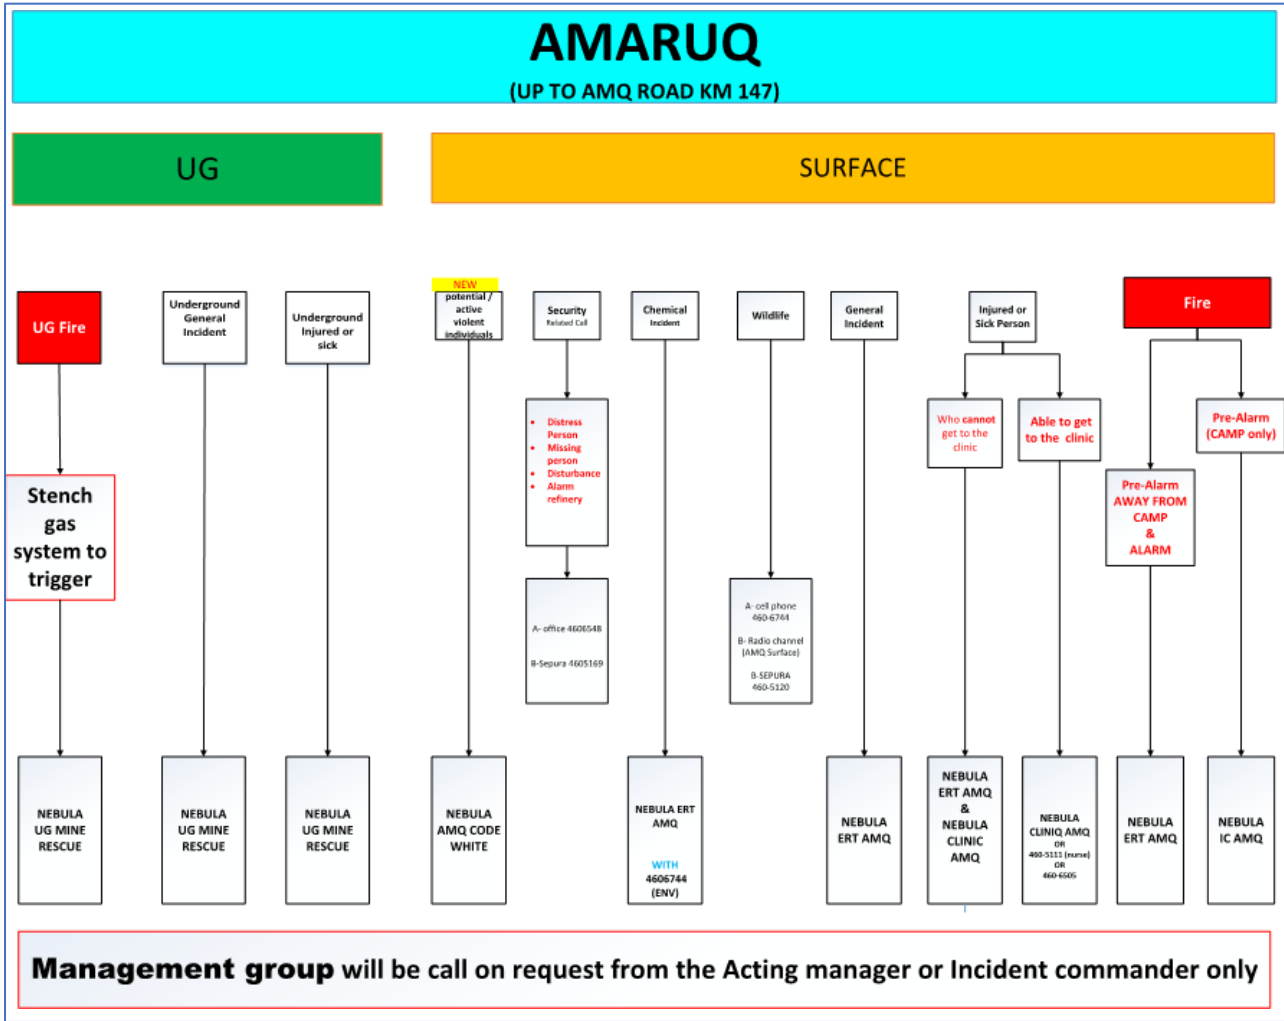 AMARUQ
(UP TO AMQ ROAD KM 147)
UG
SURFACE
UG Fire
Underground
General
Incident
Underground
Injured or
sick
NEW
potential /
active
violent
individuals
Security
Related Call
Chemical
Incident
Wildlife
General
Incident
Injured or
Sick Person
Fire
• Distress
Person
• Missing
person
• Disturbance
• Alarm
refinery
Who cannot
get to the
clinic
Able to get
to the clinic
Pre-Alarm
(CAMP only)
Pre-Alarm
AWAY FROM
CAMP
&
ALARM
Stench
gas
system to
trigger
A- office 4606548
B-Sepura 4605169
A- cell phone
460-6744
B- Radio channel
(AMQ Surface)
B-SEPURA
460-5120
NEBULA
UG MINE
RESCUE
NEBULA
UG MINE
RESCUE
NEBULA
UG MINE
RESCUE
NEBULA
AMQ CODE
WHITE
NEBULA ERT
AMQ
WITH
4606744
(ENV)
NEBULA
ERT AMQ
NEBULA
ERT AMQ
&
NEBULA
CLINIC
AMQ
NEBULA
CLINIQ AMQ
OR
460-5111 (nurse)
OR
460-6505
NEBULA
ERT AMQ
NEBULA
IC AMQ
Management group will be call on request from the Acting manager or Incident commander only